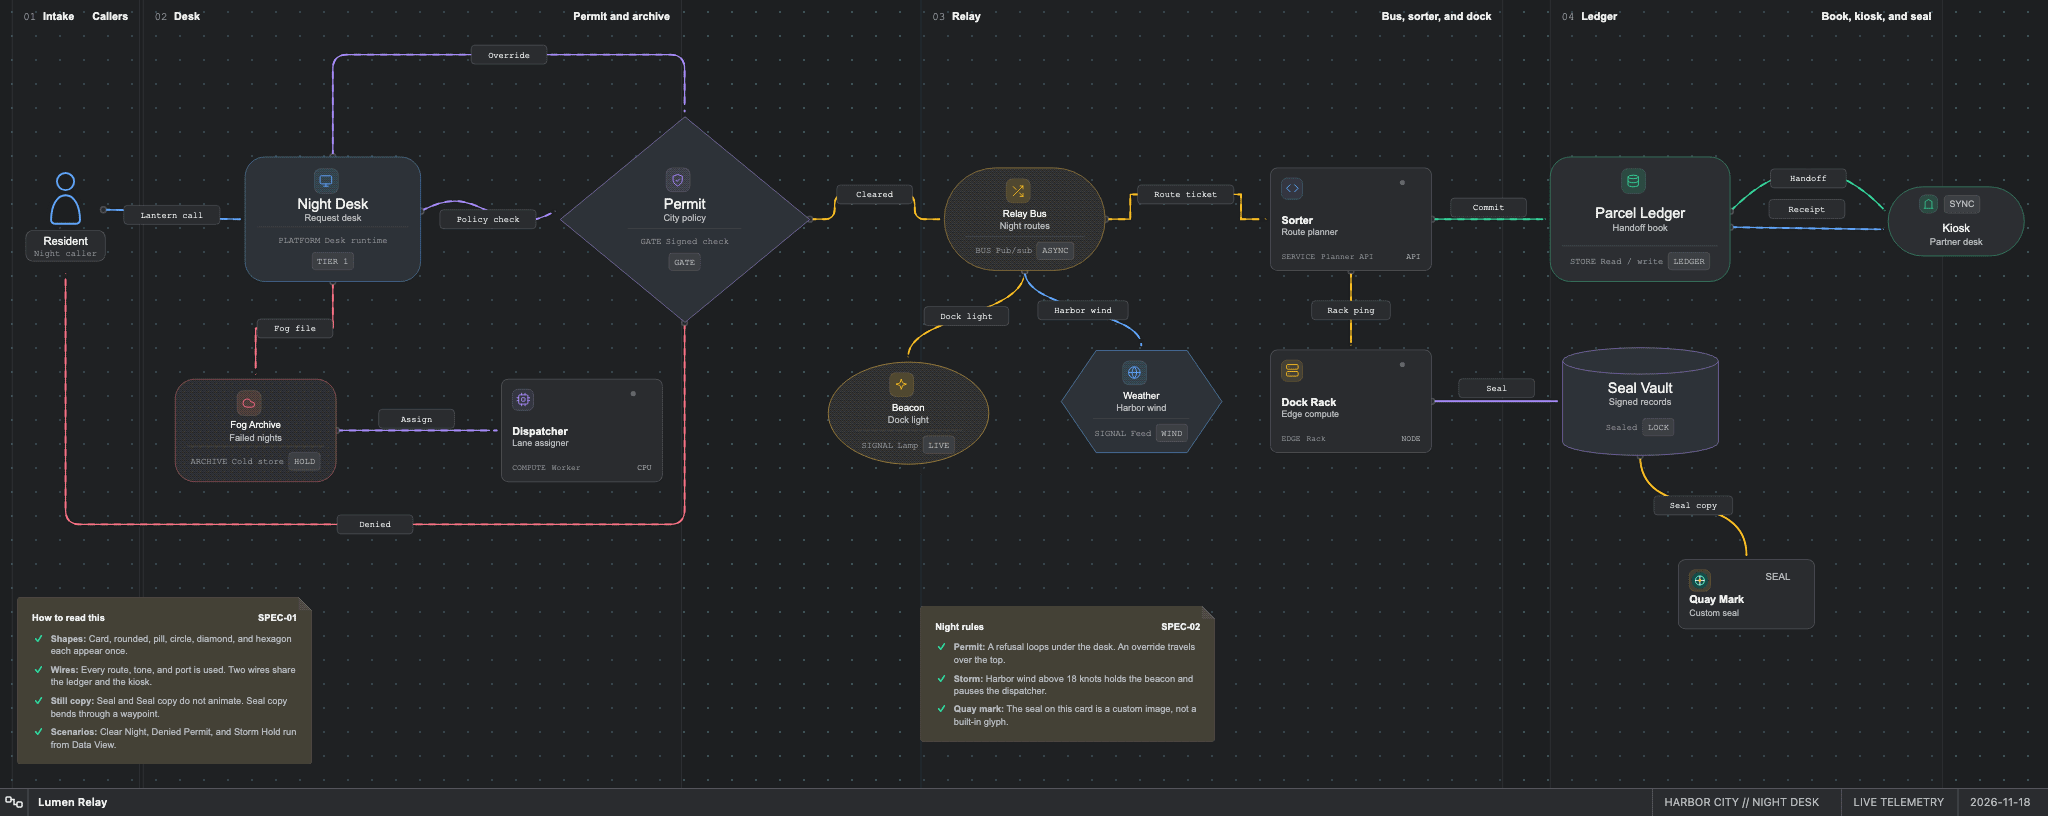 01 Intake Callers
02 Desk Permit and archive
03 Relay Bus, sorter, and dock
04 Ledger Book, kiosk, and seal
Override
Resident
Night caller
Lantern call
Night Desk
Request desk
PLATFORM Desk runtime
TIER 1
Policy check
Permit
City policy
GATE Signed check
GATE
Cleared
Relay Bus
Night routes
BUS Pub/sub ASYNC
Route ticket
Sorter
Route planner
SERVICE Planner API API
Commit
Parcel Ledger
Handoff book
STORE Read / write LEDGER
Handoff
Receipt
SYNC
Kiosk
Partner desk
Fog file
Dock light
Harbor wind
Rack ping
Fog Archive
Failed nights
ARCHIVE Cold store HOLD
Assign
Dispatcher
Lane assigner
COMPUTE Worker CPU
Beacon
Dock light
SIGNAL Lamp LIVE
Weather
Harbor wind
SIGNAL Feed WIND
Dock Rack
Edge compute
EDGE Rack NODE
Seal
Seal Vault
Signed records
Sealed LOCK
Denied
Seal copy
SEAL
Quay Mark
Custom seal
How to read this SPEC-01
Shapes: Card, rounded, pill, circle, diamond, and hexagon
each appear once.
Wires: Every route, tone, and port is used. Two wires share
the ledger and the kiosk.
Still copy: Seal and Seal copy do not animate. Seal copy
bends through a waypoint.
Scenarios: Clear Night, Denied Permit, and Storm Hold run
from Data View.
Night rules SPEC-02
Permit: A refusal loops under the desk. An override travels
over the top.
Storm: Harbor wind above 18 knots holds the beacon and
pauses the dispatcher.
Quay mark: The seal on this card is a custom image, not a
built-in glyph.
Lumen Relay
HARBOR CITY // NIGHT DESK
LIVE TELEMETRY
2026-11-18